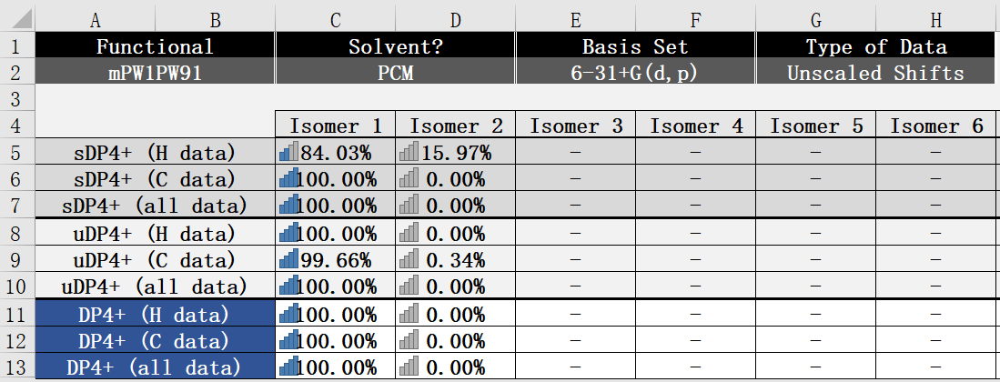 A B C D E F G H
1 Functional Solvent? Basis Set Type of Data
2 mPW1PW91 PCM 6-31+G(d,p) Unscaled Shifts
3
4 Isomer 1 Isomer 2 Isomer 3 Isomer 4 Isomer 5 Isomer 6
5 sDP4+ (H data) 84.03% 15.97% – – – –
6 sDP4+ (C data) 100.00% 0.00% – – – –
7 sDP4+ (all data) 100.00% 0.00% – – – –
8 uDP4+ (H data) 100.00% 0.00% – – – –
9 uDP4+ (C data) 99.66% 0.34% – – – –
10 uDP4+ (all data) 100.00% 0.00% – – – –
11 DP4+ (H data) 100.00% 0.00% – – – –
12 DP4+ (C data) 100.00% 0.00% – – – –
13 DP4+ (all data) 100.00% 0.00% – – – –